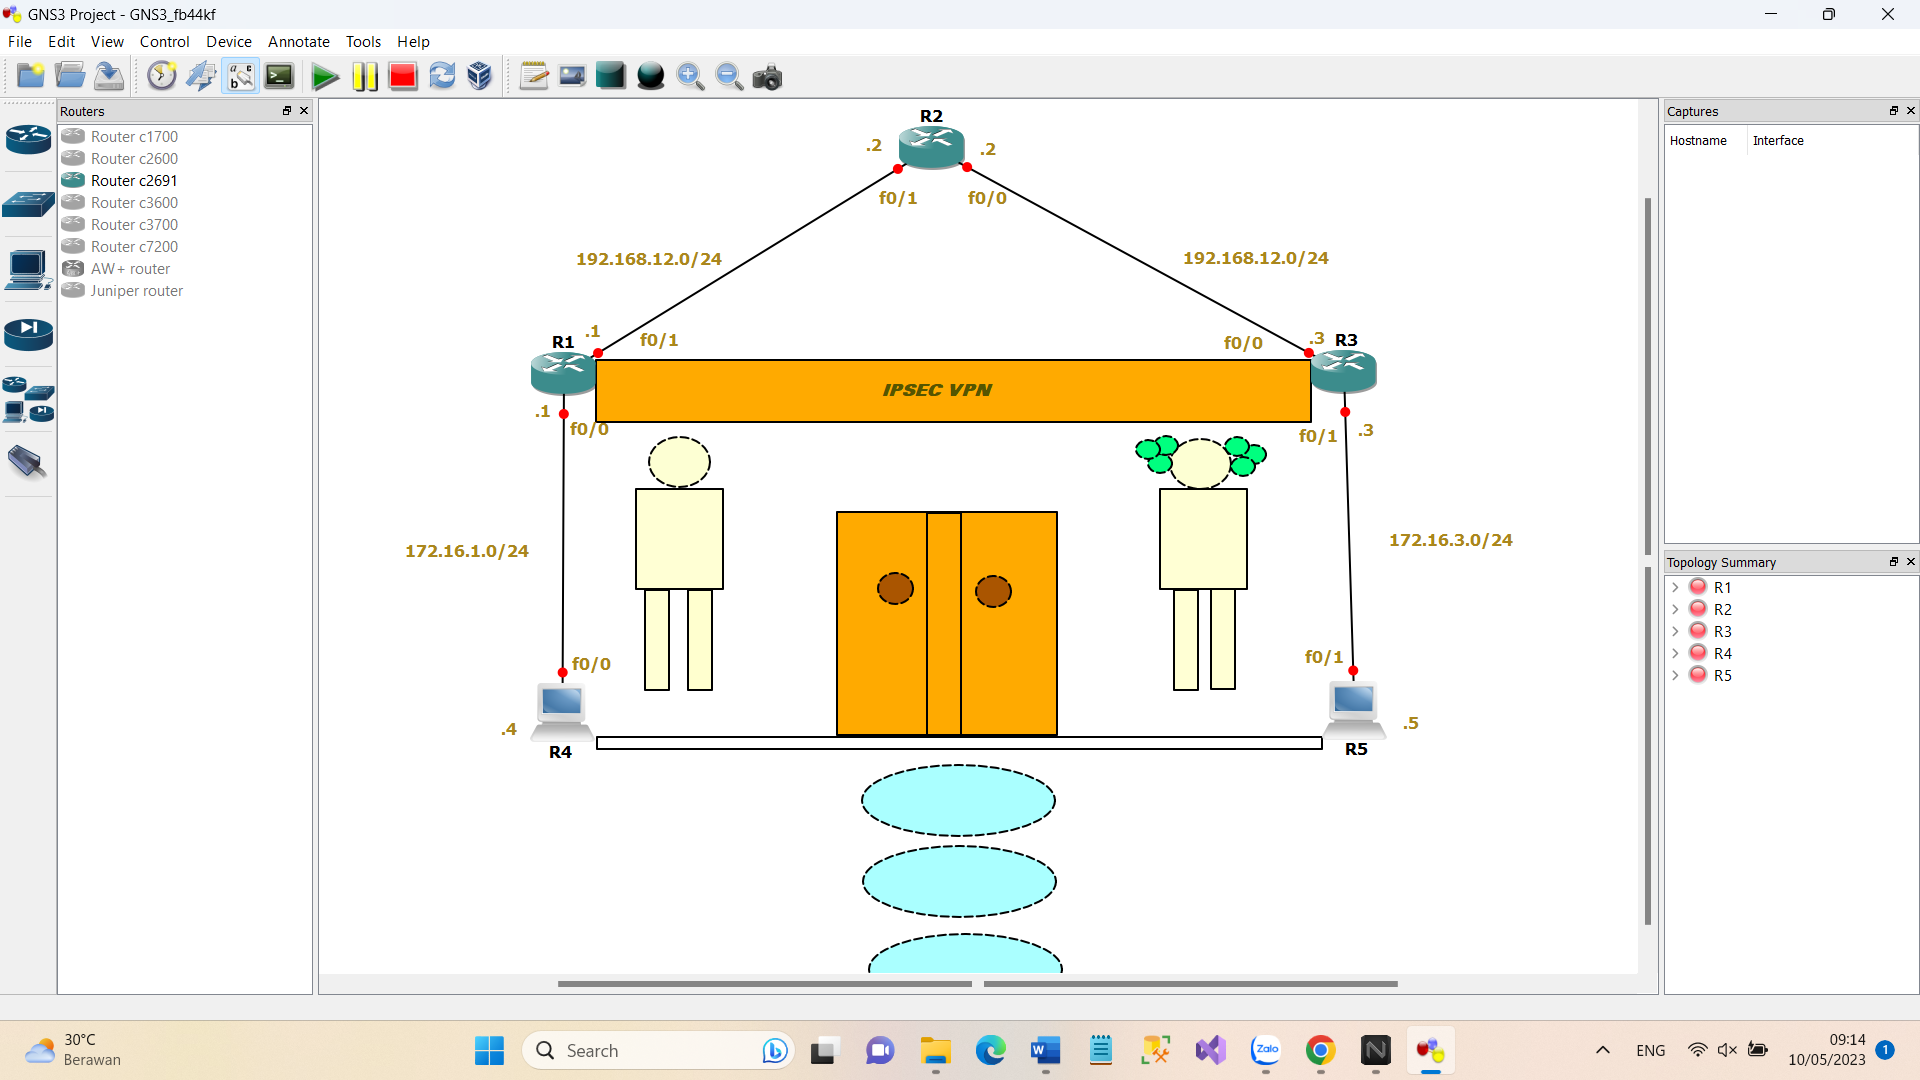 GNS3 Project - GNS3_fb44kf
File Edit View Control Device Annotate Tools Help
Routers
Router c1700
Router c2600
Router c2691
Router c3600
Router c3700
Router c7200
AW+ router
Juniper router
R2
.2 .2
f0/1 f0/0
192.168.12.0/24 192.168.12.0/24
R1 .1 f0/1 f0/0 .3 R3
IPSEC VPN
.1 f0/0 f0/1 .3
172.16.1.0/24 172.16.3.0/24
f0/0 f0/1
.4 .5
R4 R5
Captures
Hostname Interface
Topology Summary
R1
R2
R3
R4
R5
30°C
Berawan
Search
Zalo
ENG
09:14
10/05/2023
1